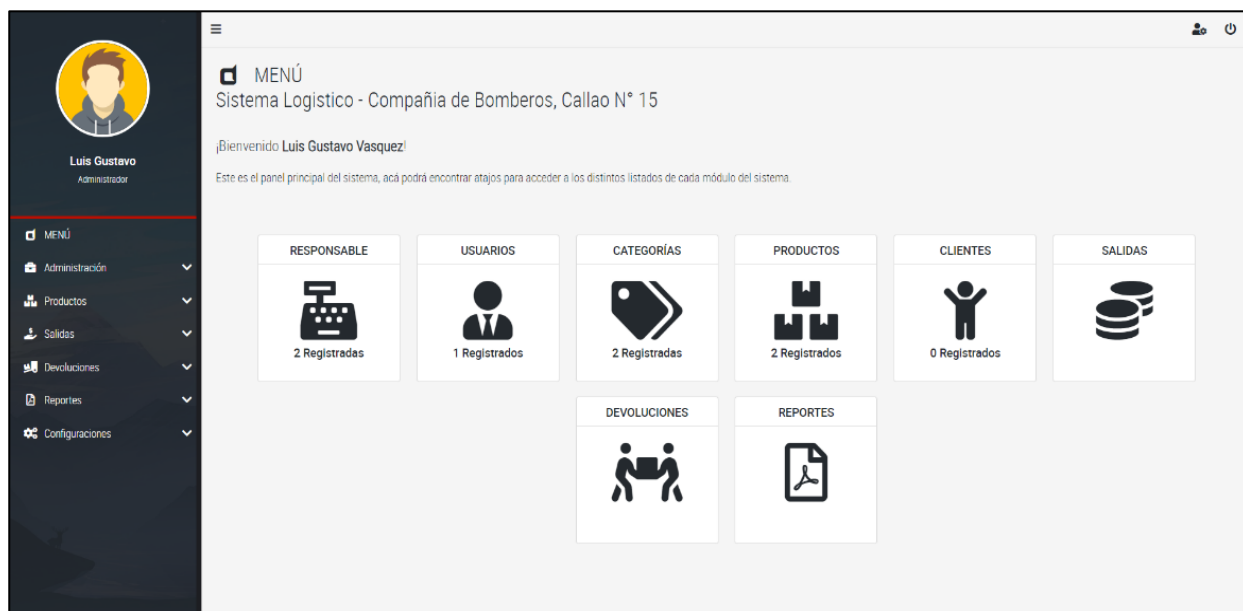 Luis Gustavo
Administrador
MENÚ
Administración
Productos
Salidas
Devoluciones
Reportes
Configuraciones
MENÚ
Sistema Logistico - Compañia de Bomberos, Callao N° 15
¡Bienvenido Luis Gustavo Vasquez!
Este es el panel principal del sistema, acá podrá encontrar atajos para acceder a los distintos listados de cada módulo del sistema.
RESPONSABLE
2 Registradas
USUARIOS
1 Registrados
CATEGORÍAS
2 Registradas
PRODUCTOS
2 Registrados
CLIENTES
0 Registrados
SALIDAS
DEVOLUCIONES
REPORTES